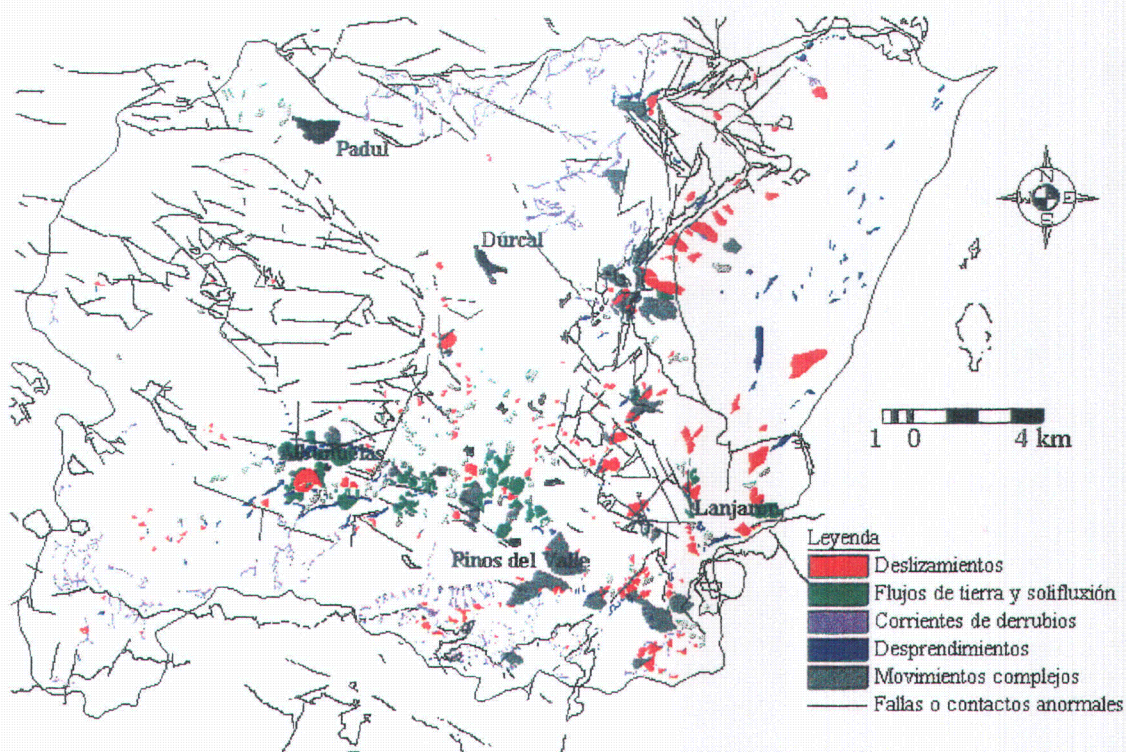 Padul
N
W E
S
Dúrcal
1 0 4 km
Albuñuelas
Lanjarón
Pinos del Valle
Leyenda
Deslizamientos
Flujos de tierra y solifluxión
Corrientes de derrubios
Desprendimientos
Movimientos complejos
Fallas o contactos anormales